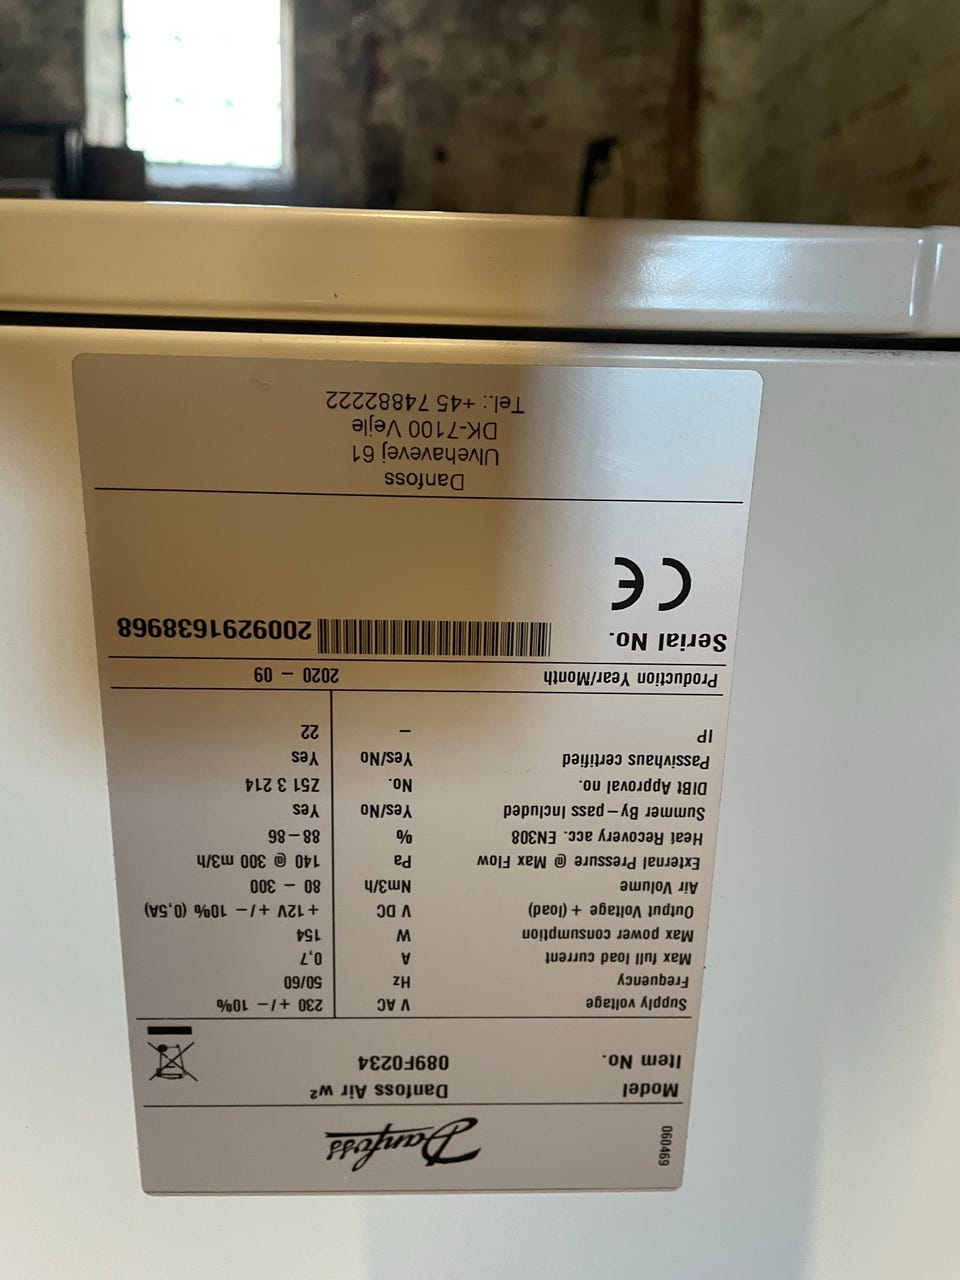 060469
Danfoss
Model Danfoss Air w²
Item No. 089F0234
Supply voltage V AC 230 +/− 10%
Frequency Hz 50/60
Max full load current A 0,7
Max power consumption W 154
Output Voltage + (load) V DC +12V +/− 10% (0,5A)
Air Volume Nm3/h 80 − 300
External Pressure @ Max Flow Pa 140 @ 300 m3/h
Heat Recovery acc. EN308 % 88−86
Summer By−pass Included Yes/No Yes
DIBt Approval no. No. Z51 3 214
Passivhaus certified Yes/No Yes
IP − 22
Production Year/Month 2020 − 09
Serial No. 2009291638968
CE
Danfoss
Ulvehavevej 61
DK-7100 Vejle
Tel.: +45 74882222